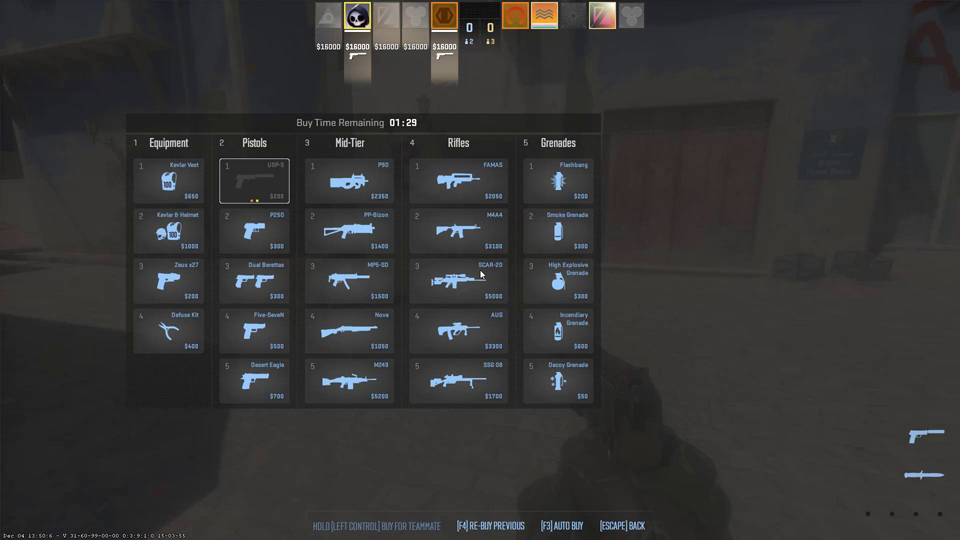 0 0
2 3
$16000 $16000 $16000 $16000 $16000
Buy Time Remaining 01:29
1 Equipment 2 Pistols 3 Mid-Tier 4 Rifles 5 Grenades
1 Kevlar Vest 100 $650
1 USP-S $200
1 P90 $2350
1 FAMAS $2050
1 Flashbang $200
2 Kevlar & Helmet 100 $1000
2 P250 $300
2 PP-Bizon $1400
2 M4A4 $3100
2 Smoke Grenade $300
3 Zeus x27 $200
3 Dual Berettas $300
3 MP5-SD $1500
3 SCAR-20 $5000
3 High Explosive
Grenade
$300
4 Defuse Kit $400
4 Five-SeveN $500
4 Nova $1050
4 AUG $3300
4 Incendiary
Grenade
$600
5 Desert Eagle $700
5 M249 $5200
5 SSG 08 $1700
5 Decoy Grenade $50
HOLD [LEFT CONTROL] BUY FOR TEAMMATE [F4] RE-BUY PREVIOUS [F3] AUTO BUY [ESCAPE] BACK